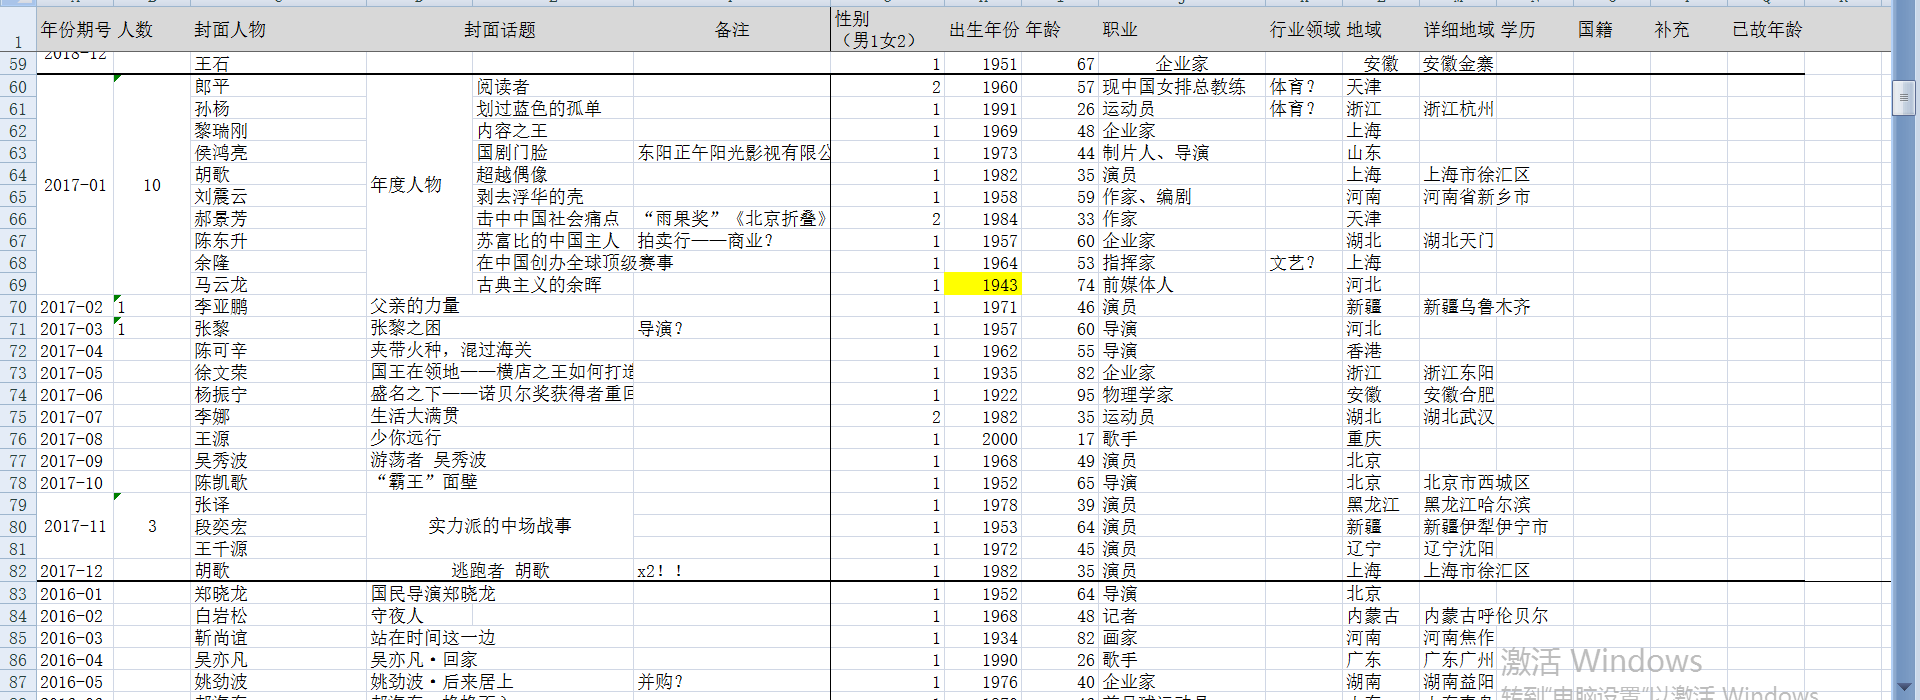 年份期号 人数 封面人物 封面话题 备注 性别（男1女2） 出生年份 年龄 职业 行业领域 地域 详细地域 学历 国籍 补充 已故年龄
1
59 2018-12 王石 1 1951 67 企业家 安徽 安徽金寨
60 郎平 阅读者 2 1960 57 现中国女排总教练 体育? 天津
61 孙杨 划过蓝色的孤单 1 1991 26 运动员 体育? 浙江 浙江杭州
62 黎瑞刚 内容之王 1 1969 48 企业家 上海
63 侯鸿亮 国剧门脸 东阳正午阳光影视有限公 1 1973 44 制片人、导演 山东
64 胡歌 超越偶像 1 1982 35 演员 上海 上海市徐汇区
2017-01 10 年度人物
65 刘震云 剥去浮华的壳 1 1958 59 作家、编剧 河南 河南省新乡市
66 郝景芳 击中中国社会痛点 “雨果奖”《北京折叠》 2 1984 33 作家 天津
67 陈东升 苏富比的中国主人 拍卖行——商业? 1 1957 60 企业家 湖北 湖北天门
68 余隆 在中国创办全球顶级赛事 1 1964 53 指挥家 文艺? 上海
69 马云龙 古典主义的余晖 1 1943 74 前媒体人 河北
70 2017-02 1 李亚鹏 父亲的力量 1 1971 46 演员 新疆 新疆乌鲁木齐
71 2017-03 1 张黎 张黎之困 导演? 1 1957 60 导演 河北
72 2017-04 陈可辛 夹带火种，混过海关 1 1962 55 导演 香港
73 2017-05 徐文荣 国王在领地——横店之王如何打造 1 1935 82 企业家 浙江 浙江东阳
74 2017-06 杨振宁 盛名之下——诺贝尔奖获得者重回 1 1922 95 物理学家 安徽 安徽合肥
75 2017-07 李娜 生活大满贯 2 1982 35 运动员 湖北 湖北武汉
76 2017-08 王源 少你远行 1 2000 17 歌手 重庆
77 2017-09 吴秀波 游荡者 吴秀波 1 1968 49 演员 北京
78 2017-10 陈凯歌 “霸王”面壁 1 1952 65 导演 北京 北京市西城区
79 张译 1 1978 39 演员 黑龙江 黑龙江哈尔滨
80 2017-11 3 段奕宏 实力派的中场战事 1 1953 64 演员 新疆 新疆伊犁伊宁市
81 王千源 1 1972 45 演员 辽宁 辽宁沈阳
82 2017-12 胡歌 逃跑者 胡歌 x2！！ 1 1982 35 演员 上海 上海市徐汇区
83 2016-01 郑晓龙 国民导演郑晓龙 1 1952 64 导演 北京
84 2016-02 白岩松 守夜人 1 1968 48 记者 内蒙古 内蒙古呼伦贝尔
85 2016-03 靳尚谊 站在时间这一边 1 1934 82 画家 河南 河南焦作
86 2016-04 吴亦凡 吴亦凡·回家 1 1990 26 歌手 广东 广东广州
87 2016-05 姚劲波 姚劲波·后来居上 并购? 1 1976 40 企业家 湖南 湖南益阳
激活 Windows
转到“电脑设置”以激活 Windows